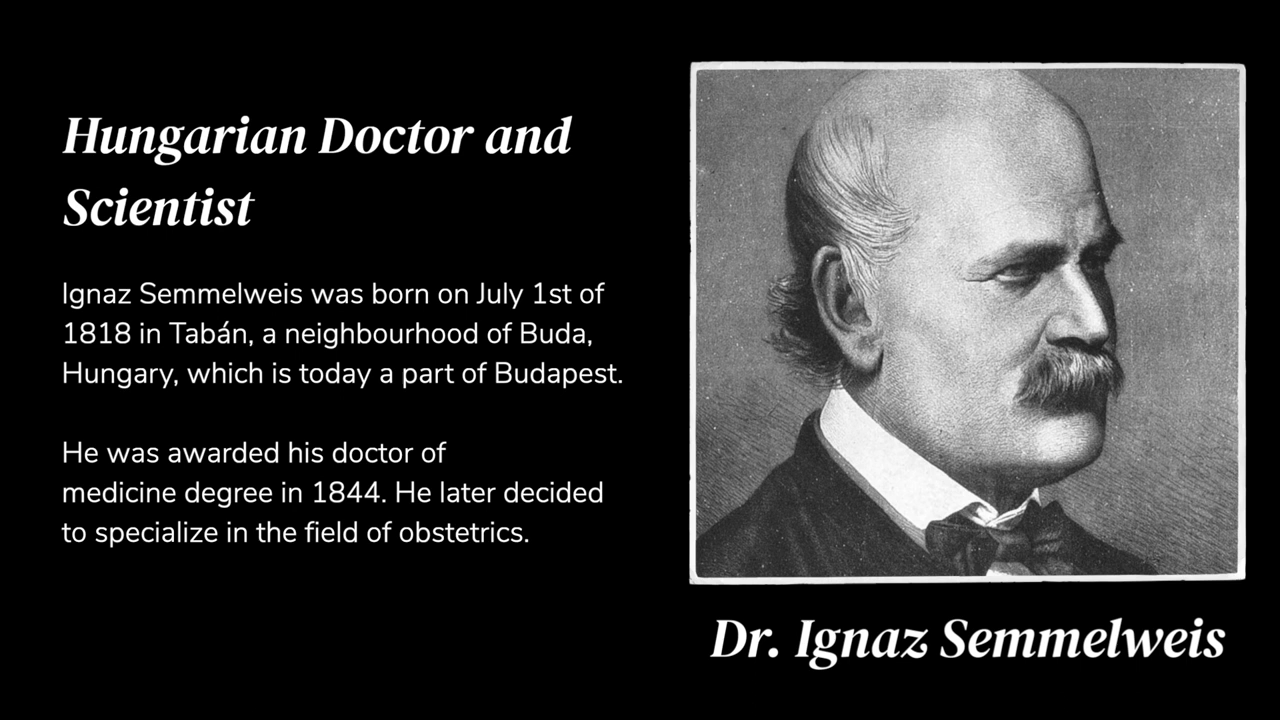 Hungarian Doctor and
Scientist
Ignaz Semmelweis was born on July 1st of
1818 in Tabán, a neighbourhood of Buda,
Hungary, which is today a part of Budapest.
He was awarded his doctor of
medicine degree in 1844. He later decided
to specialize in the field of obstetrics.
Dr. Ignaz Semmelweis